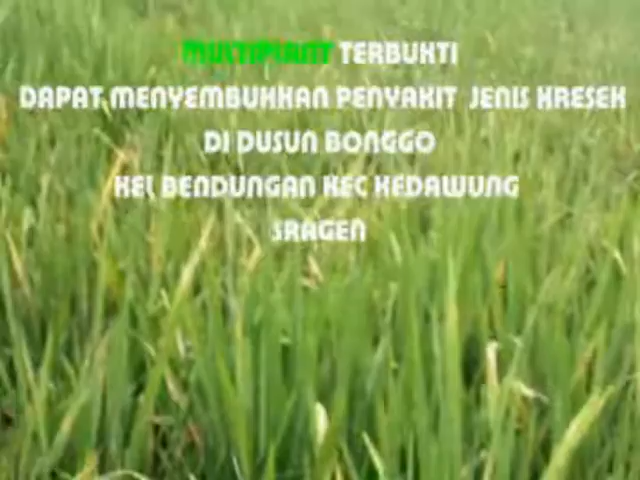 MULTIPLANT TERBUKTI
DAPAT MENYEMBUHKAN PENYAKIT JENIS KRESEK
DI DUSUN BONGGO
KEL BENDUNGAN KEC KEDAWUNG
SRAGEN